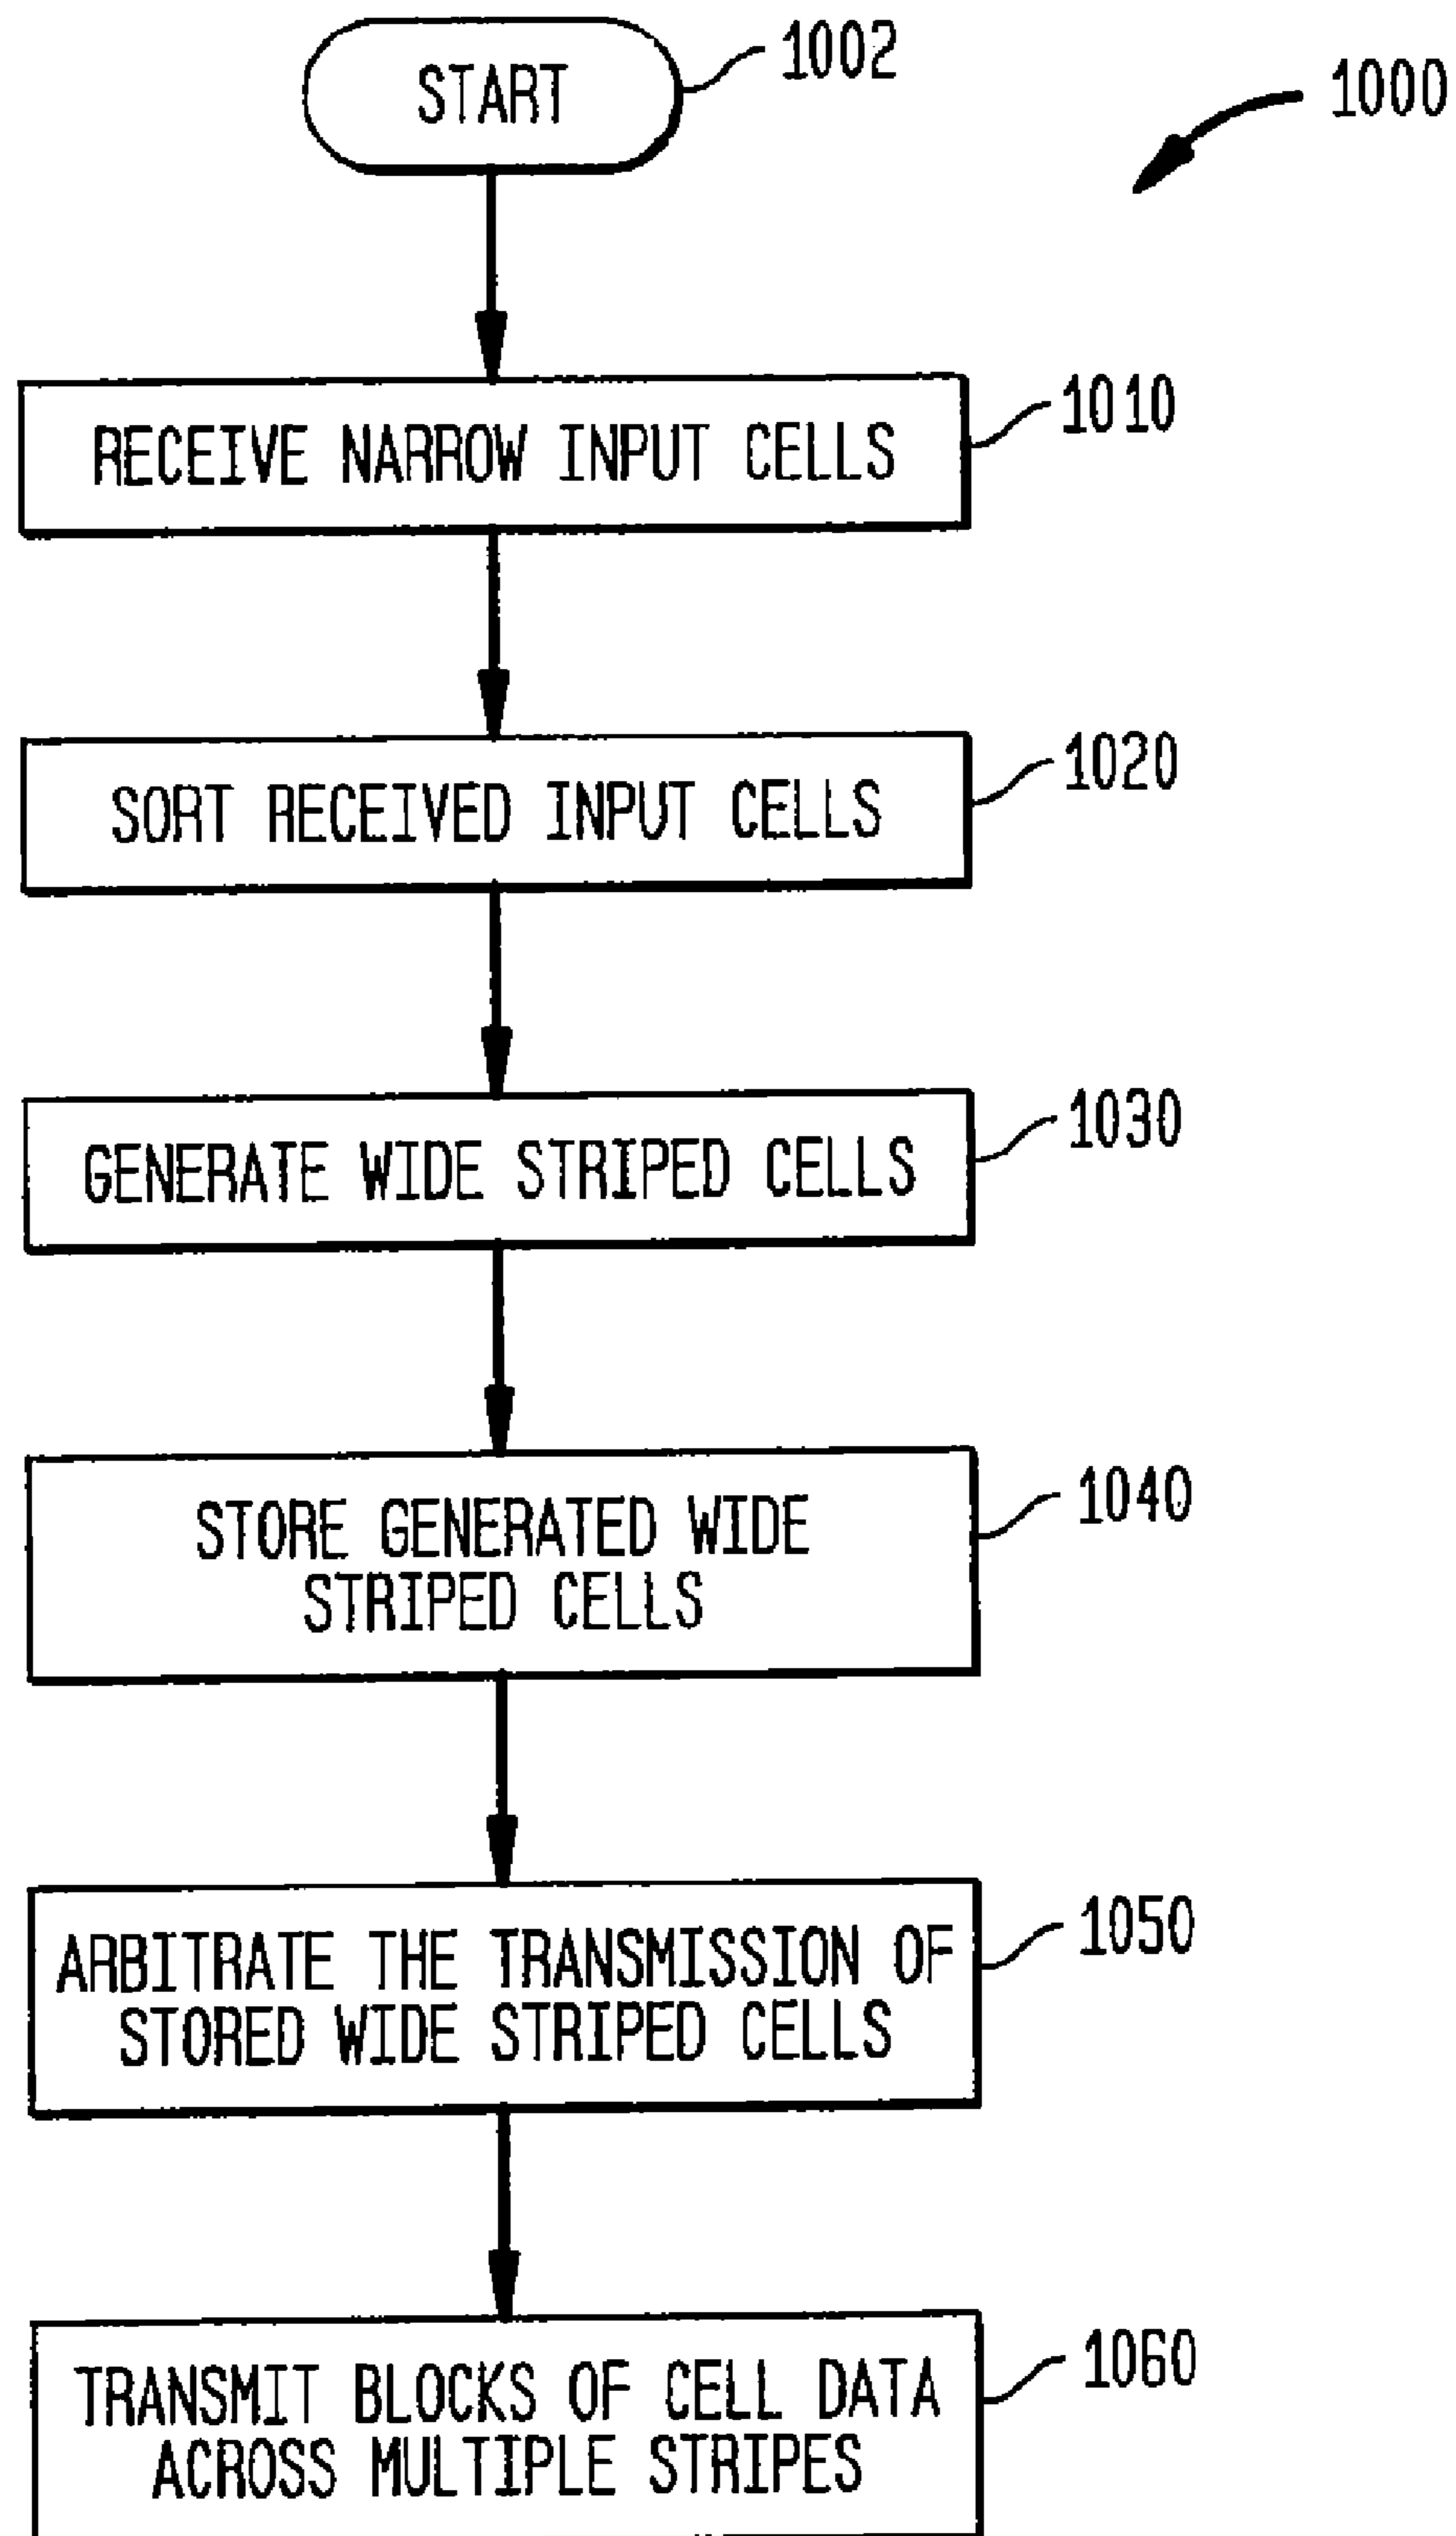 START
1002
1000
RECEIVE NARROW INPUT CELLS
1010
SORT RECEIVED INPUT CELLS
1020
GENERATE WIDE STRIPED CELLS
1030
STORE GENERATED WIDE
STRIPED CELLS
1040
ARBITRATE THE TRANSMISSION OF
STORED WIDE STRIPED CELLS
1050
TRANSMIT BLOCKS OF CELL DATA
ACROSS MULTIPLE STRIPES
1060